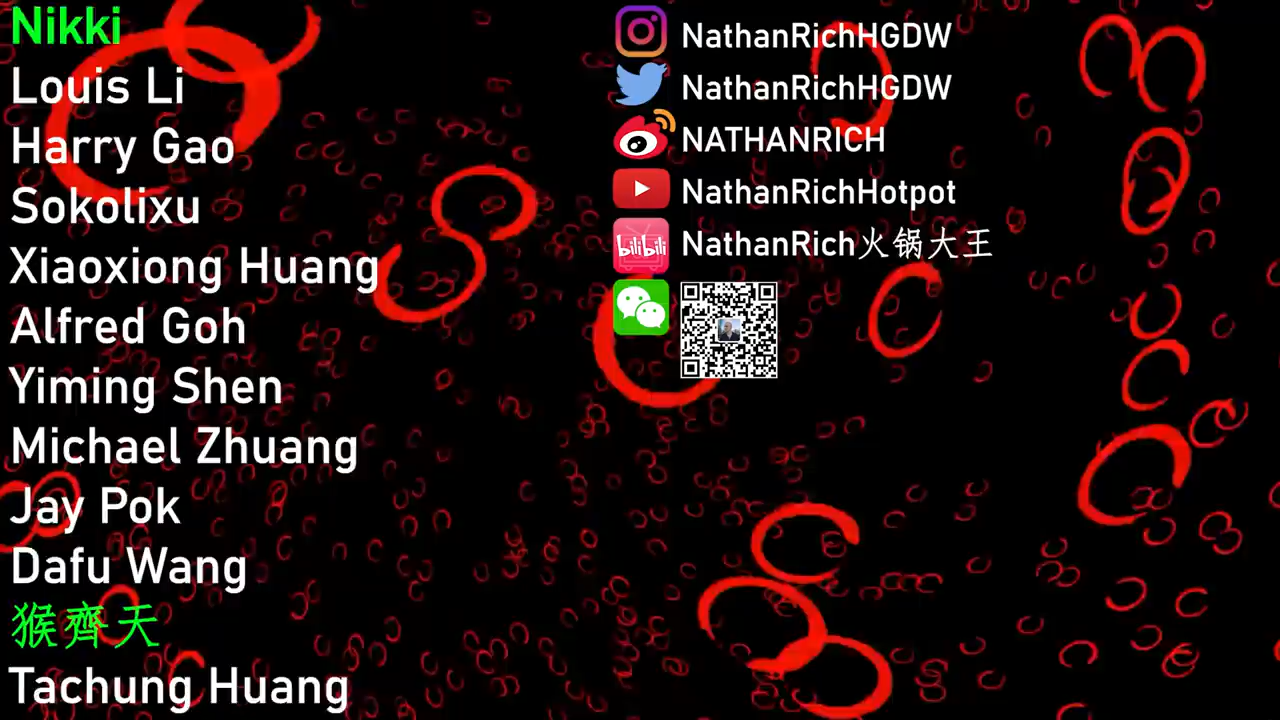 Nikki
Louis Li
Harry Gao
Sokolixu
Xiaoxiong Huang
Alfred Goh
Yiming Shen
Michael Zhuang
Jay Pok
Dafu Wang
猴齊天
Tachung Huang
NathanRichHGDW
NathanRichHGDW
NATHANRICH
NathanRichHotpot
bilibili
NathanRich火锅大王